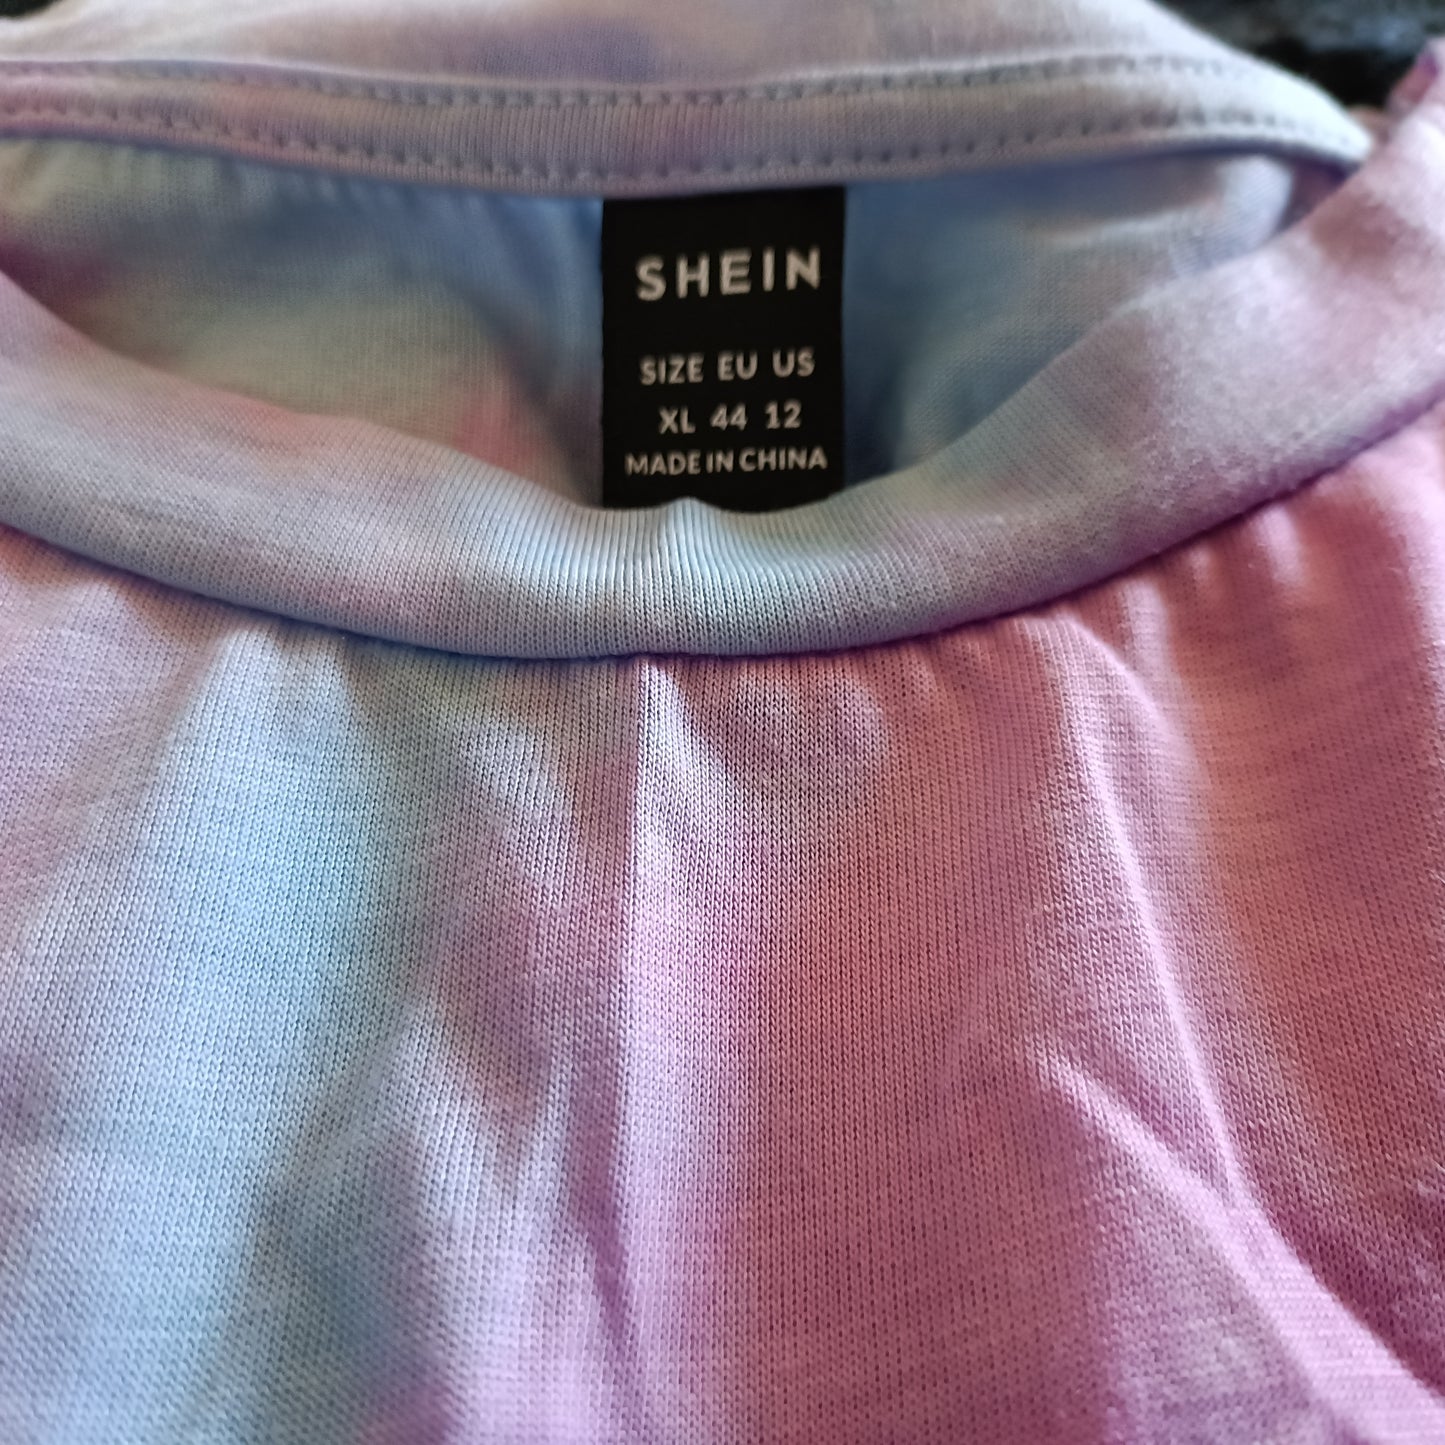 SHEIN
SIZE EU US
XL 44 12
MADE IN CHINA